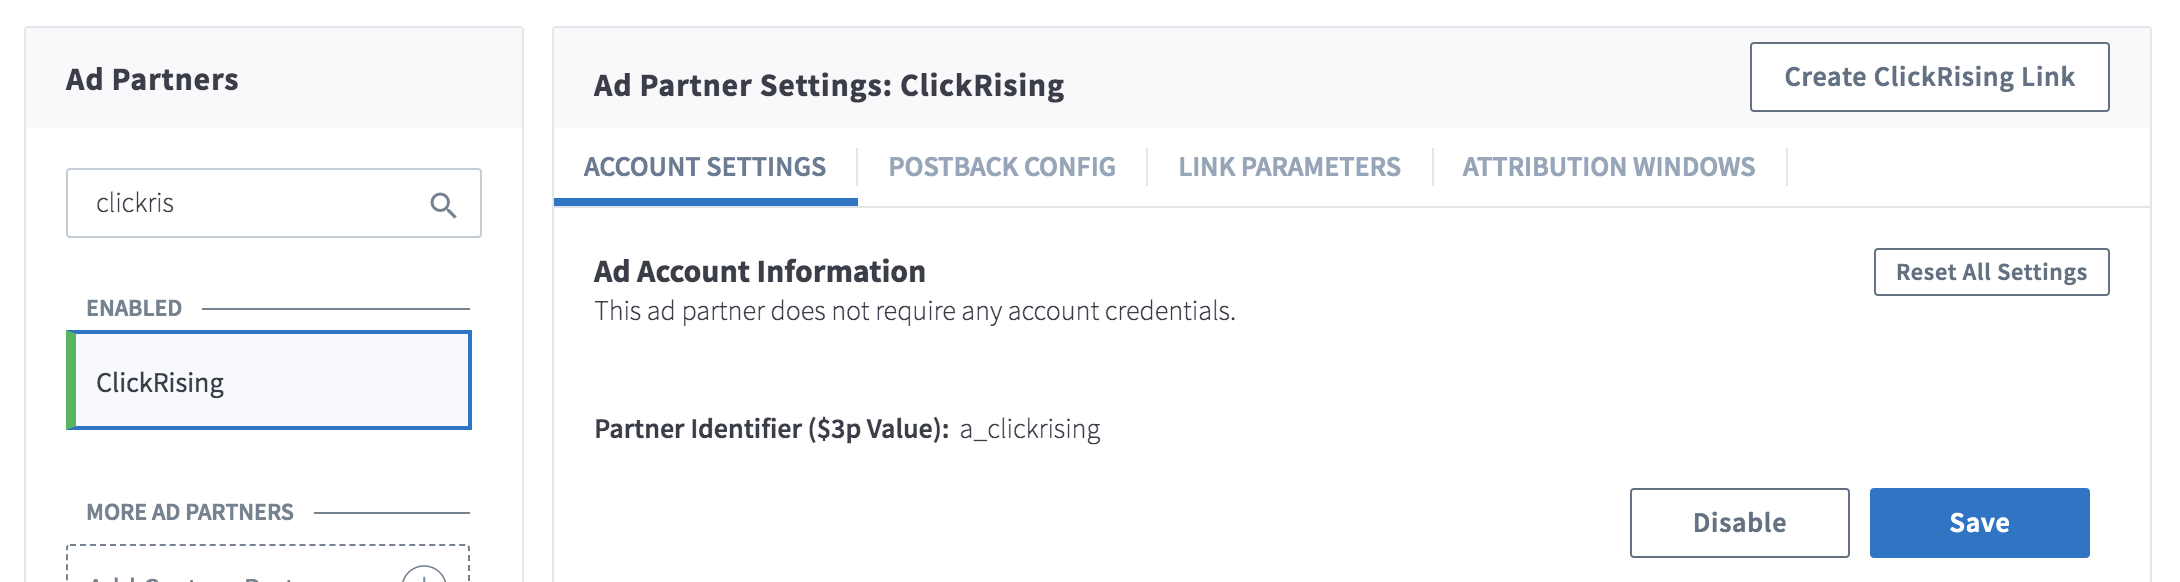 Ad Partners
clickris
ENABLED
ClickRising
MORE AD PARTNERS
Ad Partner Settings: ClickRising
Create ClickRising Link
ACCOUNT SETTINGS
POSTBACK CONFIG
LINK PARAMETERS
ATTRIBUTION WINDOWS
Ad Account Information
Reset All Settings
This ad partner does not require any account credentials.
Partner Identifier ($3p Value): a_clickrising
Disable
Save